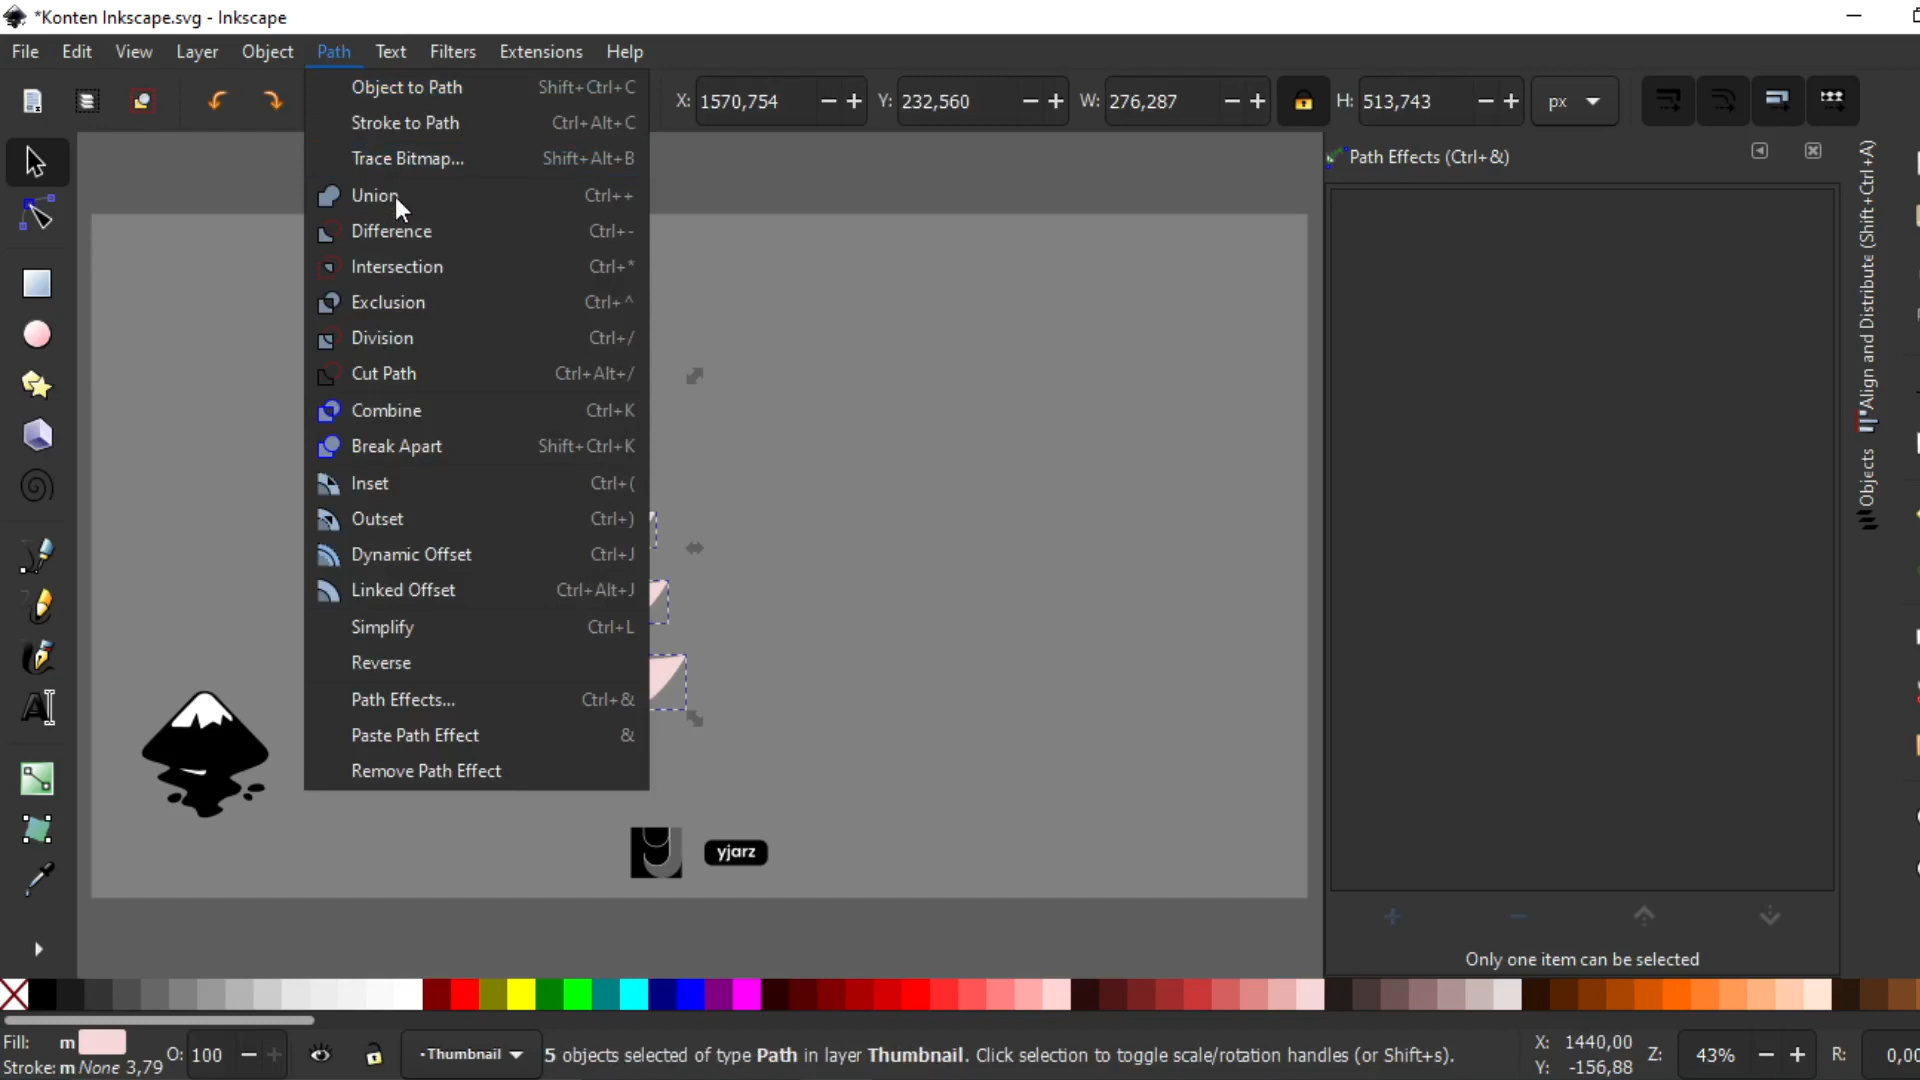 *Konten Inkscape.svg - Inkscape
File Edit View Layer Object Path Text Filters Extensions Help
X: 1570,754 Y: 232,560 W: 276,287 H: 513,743 px
Object to Path Shift+Ctrl+C
Stroke to Path Ctrl+Alt+C
Trace Bitmap... Shift+Alt+B
Union Ctrl++
Difference Ctrl+-
Intersection Ctrl+*
Exclusion Ctrl+^
Division Ctrl+/
Cut Path Ctrl+Alt+/
Combine Ctrl+K
Break Apart Shift+Ctrl+K
Inset Ctrl+(
Outset Ctrl+)
Dynamic Offset Ctrl+J
Linked Offset Ctrl+Alt+J
Simplify Ctrl+L
Reverse
Path Effects... Ctrl+&
Paste Path Effect &
Remove Path Effect
Path Effects (Ctrl+&)
Align and Distribute (Shift+Ctrl+A)
Objects
yjarz
Only one item can be selected
Fill: m
Stroke: m None 3,79
O: 100
•Thumbnail
5 objects selected of type Path in layer Thumbnail. Click selection to toggle scale/rotation handles (or Shift+s).
X: 1440,00
Y: -156,88
Z: 43%
R: 0,00